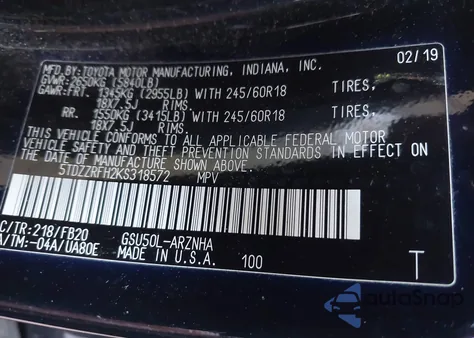 MFD.BY:TOYOTA MOTOR MANUFACTURING, INDIANA, INC. 02/19
GVWR:2650KG (5840LB)
GAWR:FRT. 1345KG (2955LB) WITH 245/60R18 TIRES,
18X7.5J RIMS.
RR. 1550KG (3415LB) WITH 245/60R18 TIRES,
18X7.5J RIMS.
THIS VEHICLE CONFORMS TO ALL APPLICABLE FEDERAL MOTOR
VEHICLE SAFETY AND THEFT PREVENTION STANDARDS IN EFFECT ON
THE DATE OF MANUFACTURE SHOWN ABOVE.
5TDZZRFH2KS318572 MPV
C/TR:218/FB20 GSU50L-ARZNHA
A/TM:-04A/UA80E MADE IN U.S.A. 100 T
AutoSnap